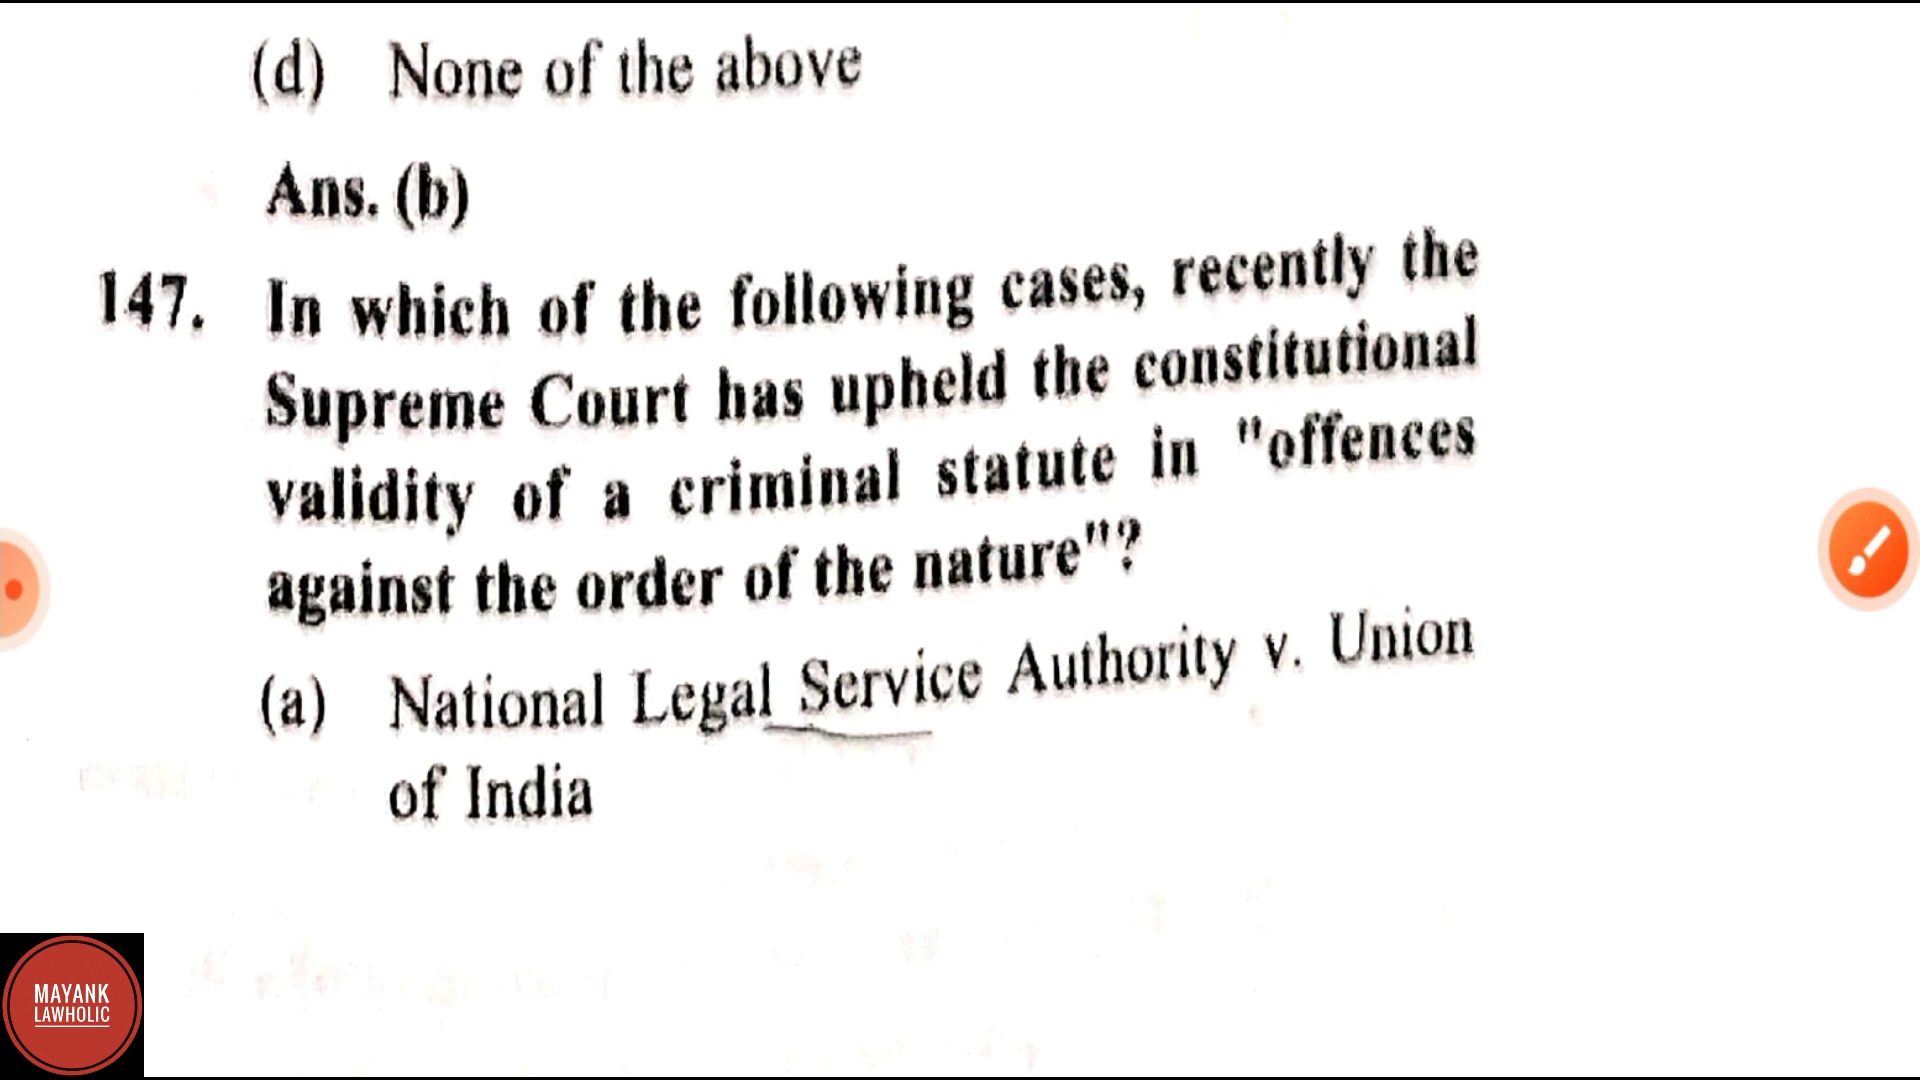 (d) None of the above
Ans. (b)
147. In which of the following cases, recently the
Supreme Court has upheld the constitutional
validity of a criminal statute in "offences
against the order of the nature"?
(a) National Legal Service Authority v. Union
of India
MAYANK
LAWHOLIC